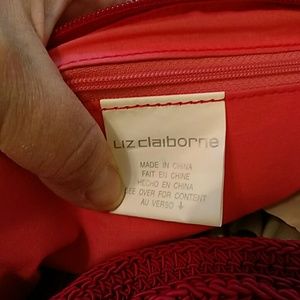 Liz claiborne
MADE IN CHINA
FAIT EN CHINE
HECHO EN CHINA
SEE OVER FOR CONTENT
AU VERSO ↓